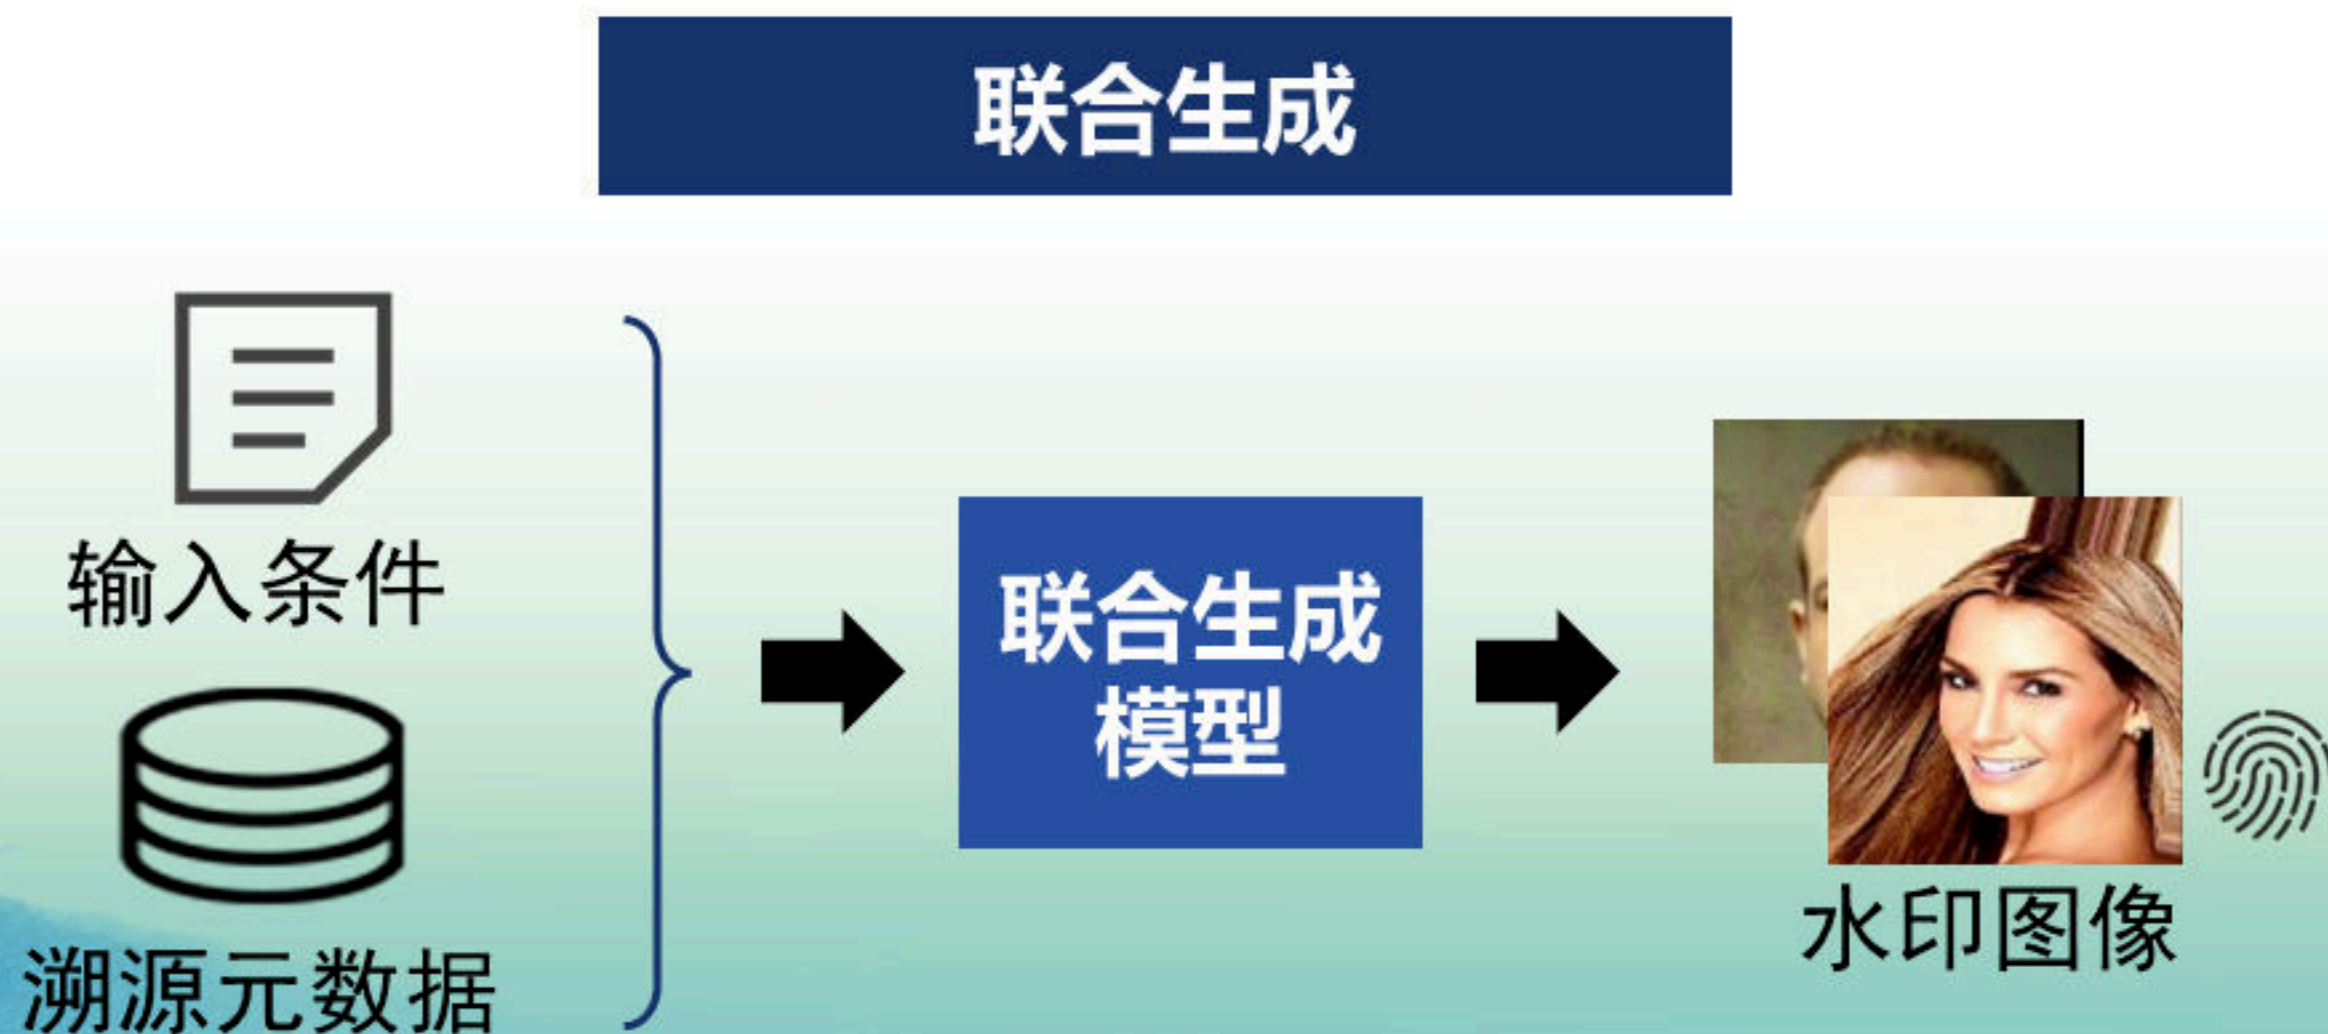 联合生成
输入条件
溯源元数据
联合生成
模型
水印图像